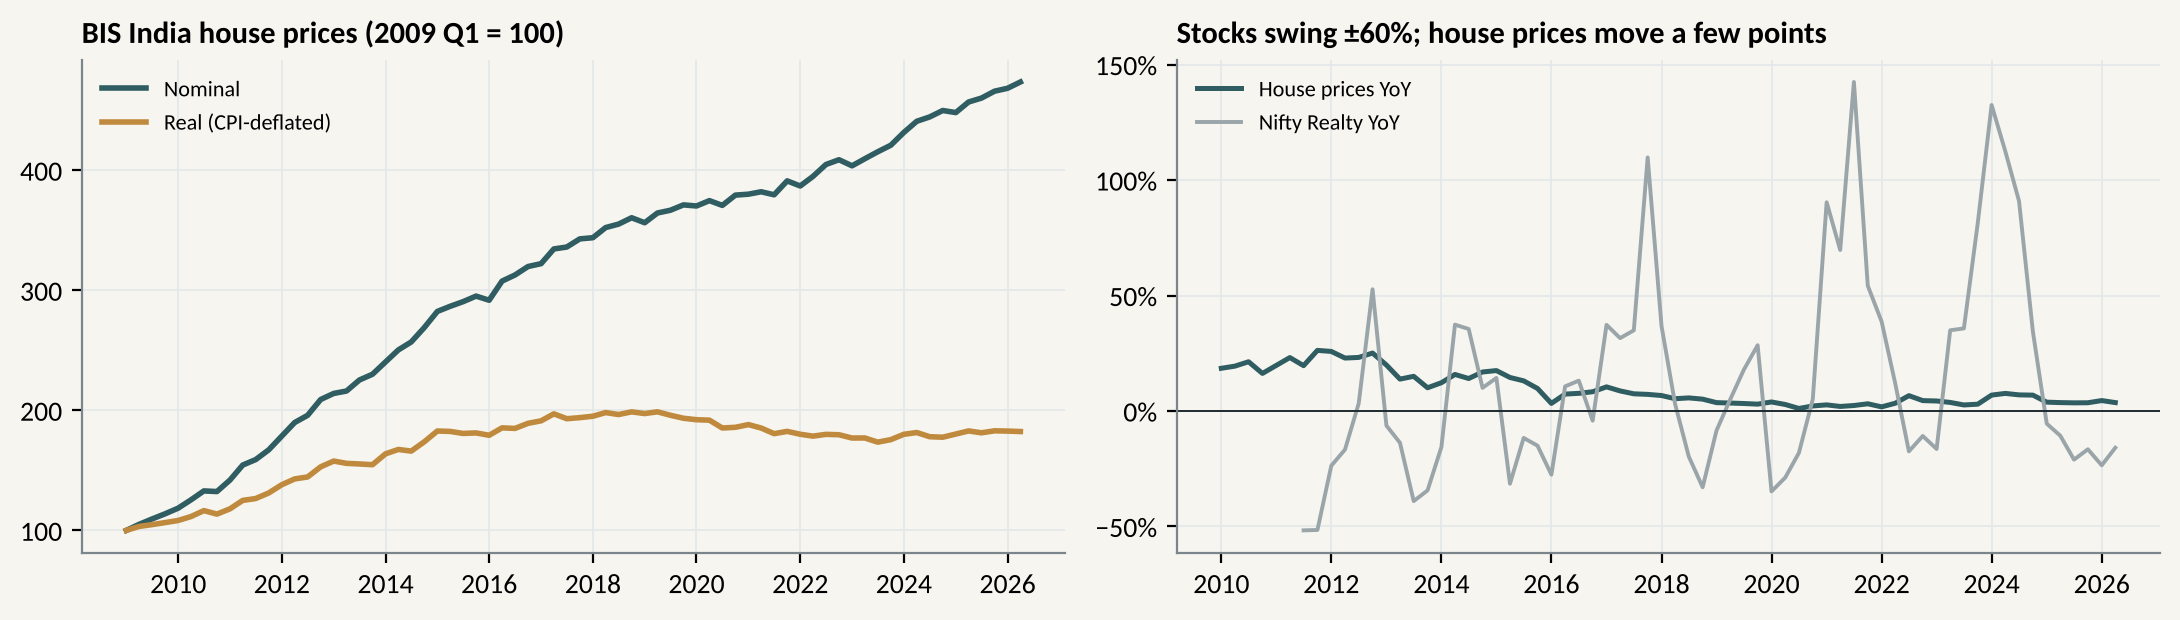 BIS India house prices (2009 Q1 = 100)
Nominal
Real (CPI-deflated)
400
300
200
100
2010 2012 2014 2016 2018 2020 2022 2024 2026
Stocks swing ±60%; house prices move a few points
House prices YoY
Nifty Realty YoY
150%
100%
50%
0%
−50%
2010 2012 2014 2016 2018 2020 2022 2024 2026